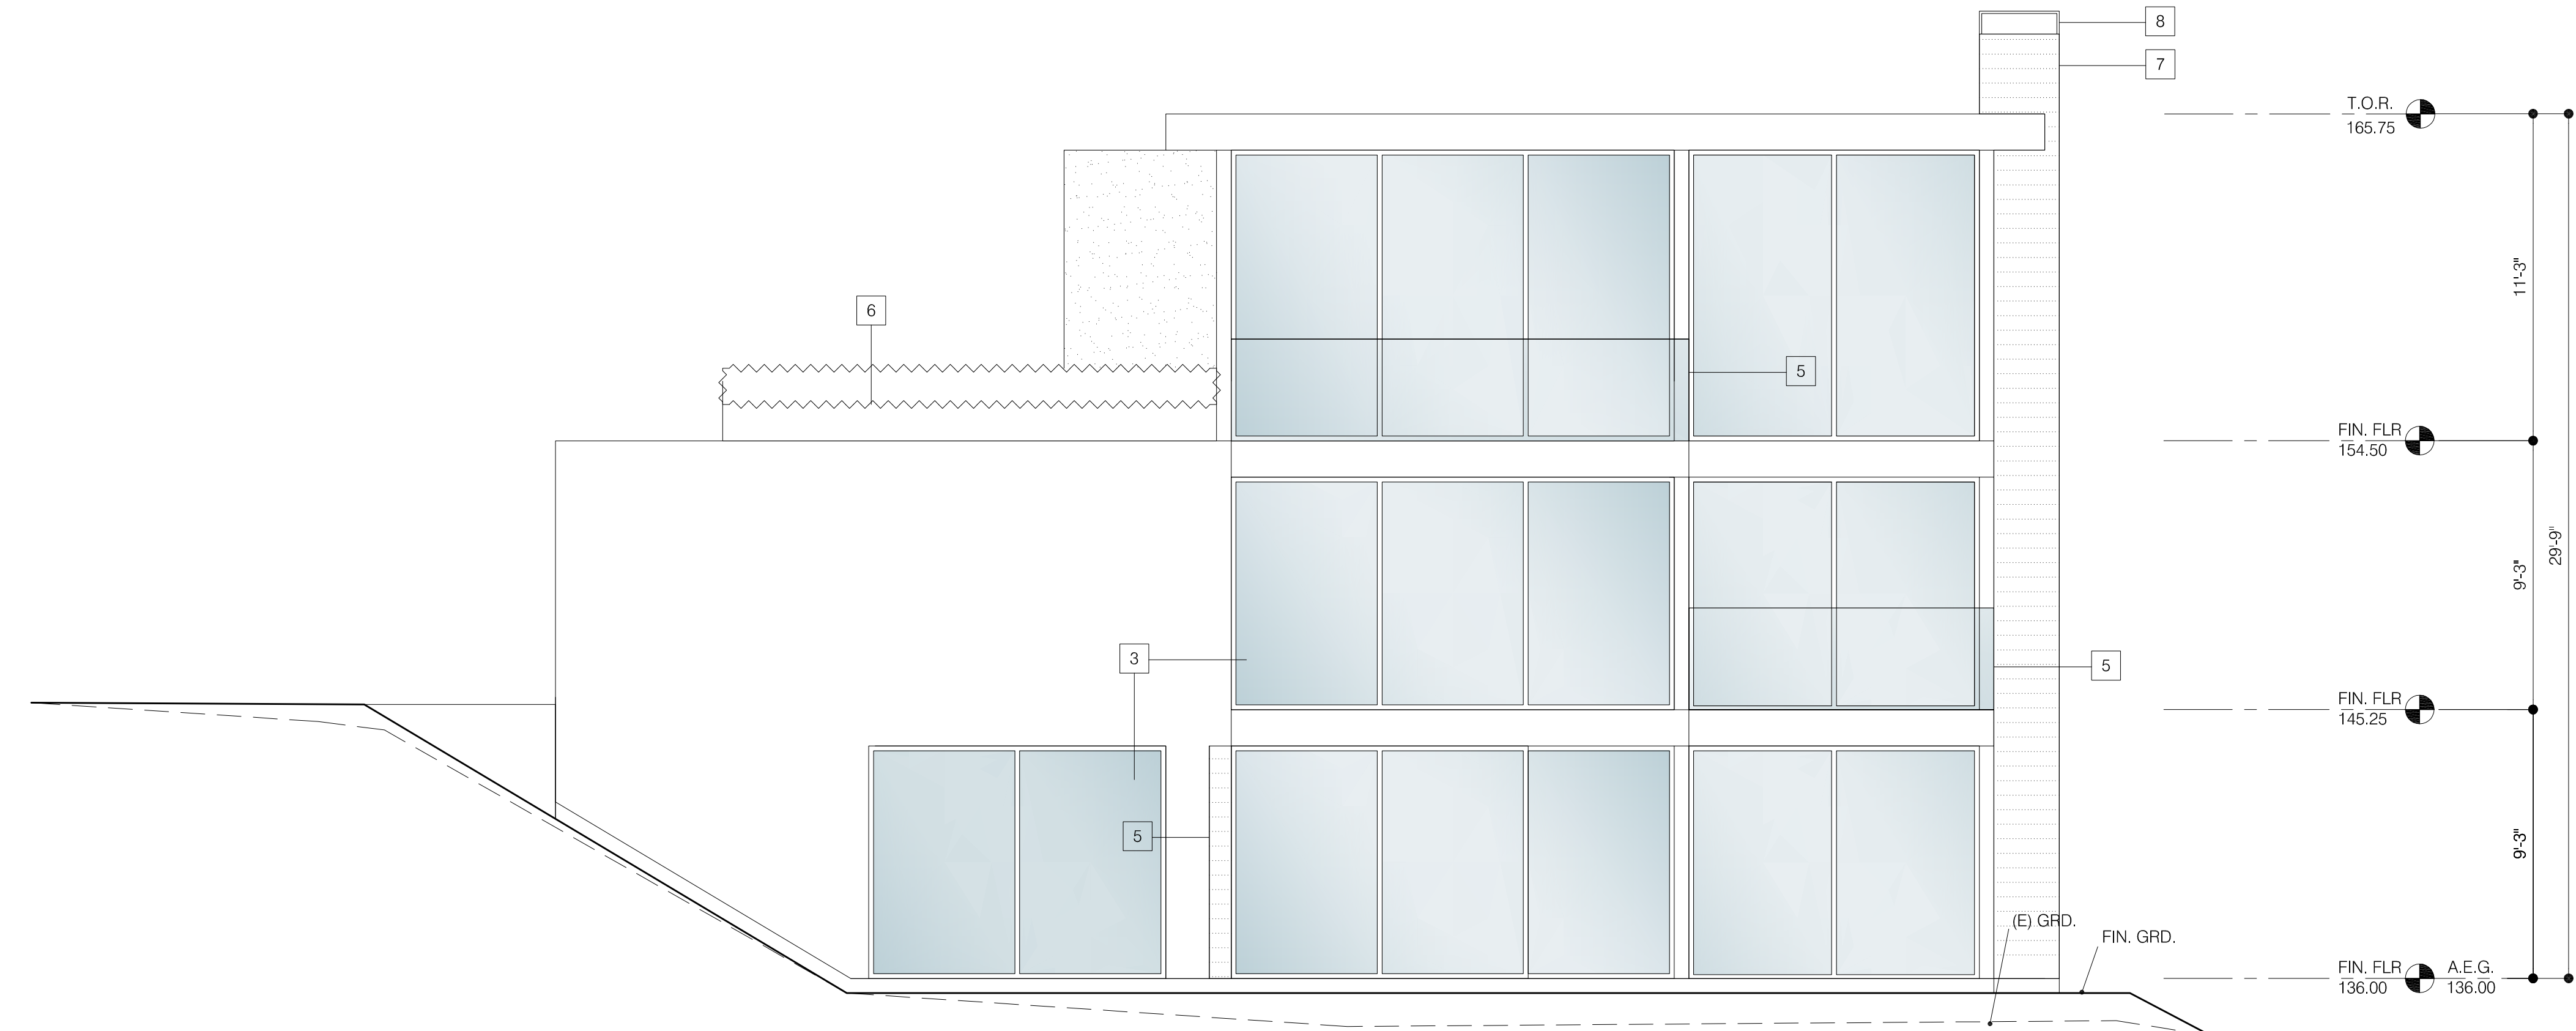 8
7
T.O.R.
165.75
11'-3"
6
5
FIN. FLR
154.50
29'-9"
9'-3"
3
5
FIN. FLR
145.25
5
9'-3"
(E) GRD.
FIN. GRD.
FIN. FLR A.E.G.
136.00 136.00